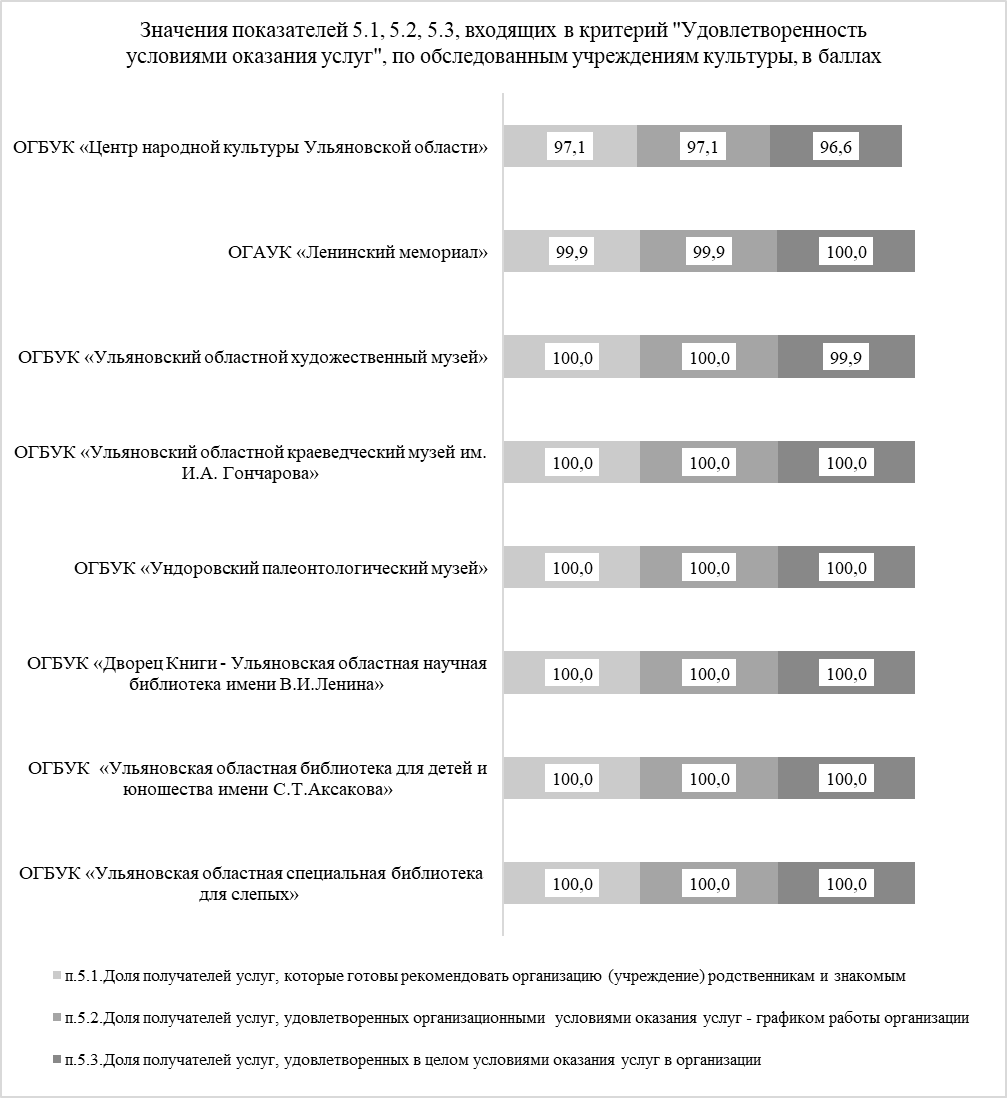 Значения показателей 5.1, 5.2, 5.3, входящих в критерий "Удовлетворенность
условиями оказания услуг", по обследованным учреждениям культуры, в баллах
ОГБУК «Центр народной культуры Ульяновской области»
97,1 97,1 96,6
ОГАУК «Ленинский мемориал»
99,9 99,9 100,0
ОГБУК «Ульяновский областной художественный музей»
100,0 100,0 99,9
ОГБУК «Ульяновский областной краеведческий музей им.
И.А. Гончарова»
100,0 100,0 100,0
ОГБУК «Ундоровский палеонтологический музей»
100,0 100,0 100,0
ОГБУК «Дворец Книги - Ульяновская областная научная
библиотека имени В.И.Ленина»
100,0 100,0 100,0
ОГБУК «Ульяновская областная библиотека для детей и
юношества имени С.Т.Аксакова»
100,0 100,0 100,0
ОГБУК «Ульяновская областная специальная библиотека
для слепых»
100,0 100,0 100,0
п.5.1.Доля получателей услуг, которые готовы рекомендовать организацию (учреждение) родственникам и знакомым
п.5.2.Доля получателей услуг, удовлетворенных организационными условиями оказания услуг - графиком работы организации
п.5.3.Доля получателей услуг, удовлетворенных в целом условиями оказания услуг в организации